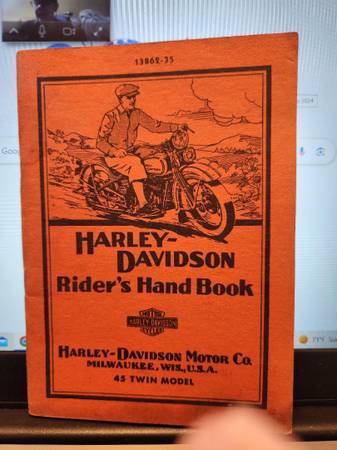 13862-35
HARLEY-
DAVIDSON
Rider's Hand Book
HARLEY-DAVIDSON
HARLEY-DAVIDSON MOTOR CO.
MILWAUKEE, WIS., U.S.A.
45 TWIN MODEL